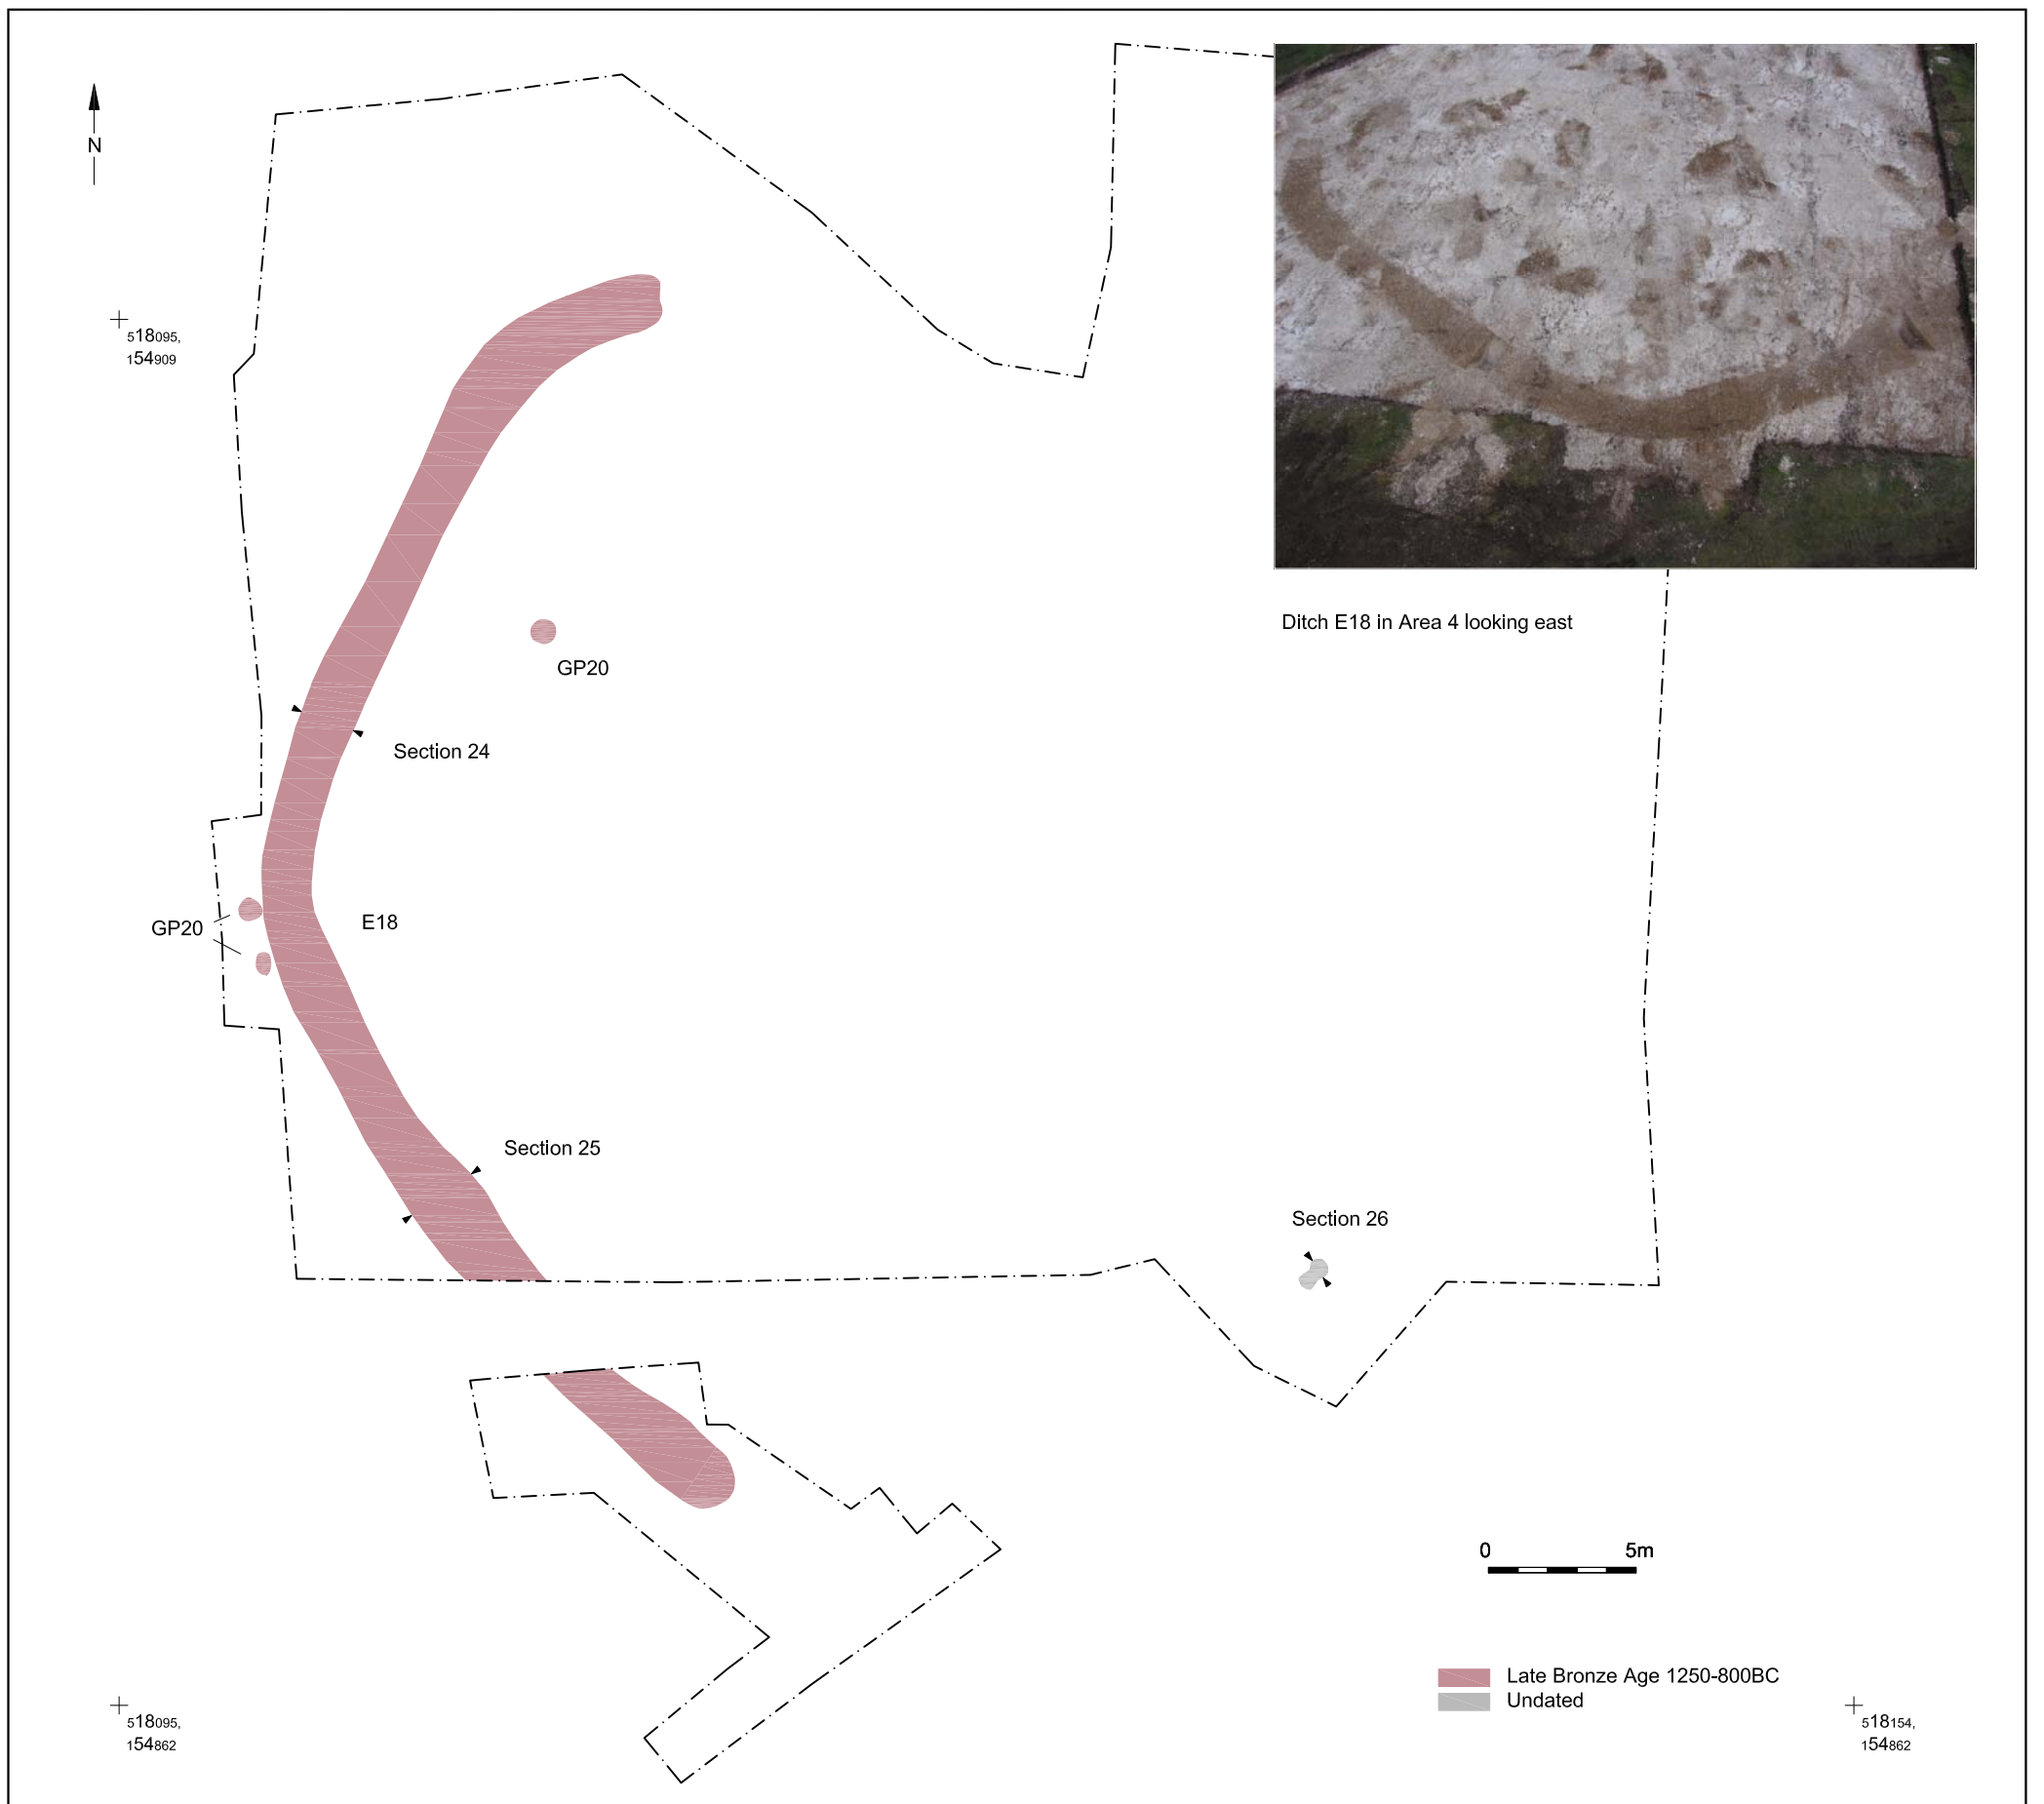 N
518095,
154909
Ditch E18 in Area 4 looking east
GP20
Section 24
GP20
E18
Section 25
Section 26
0 5m
Late Bronze Age 1250-800BC
Undated
518095,
154862
518154,
154862